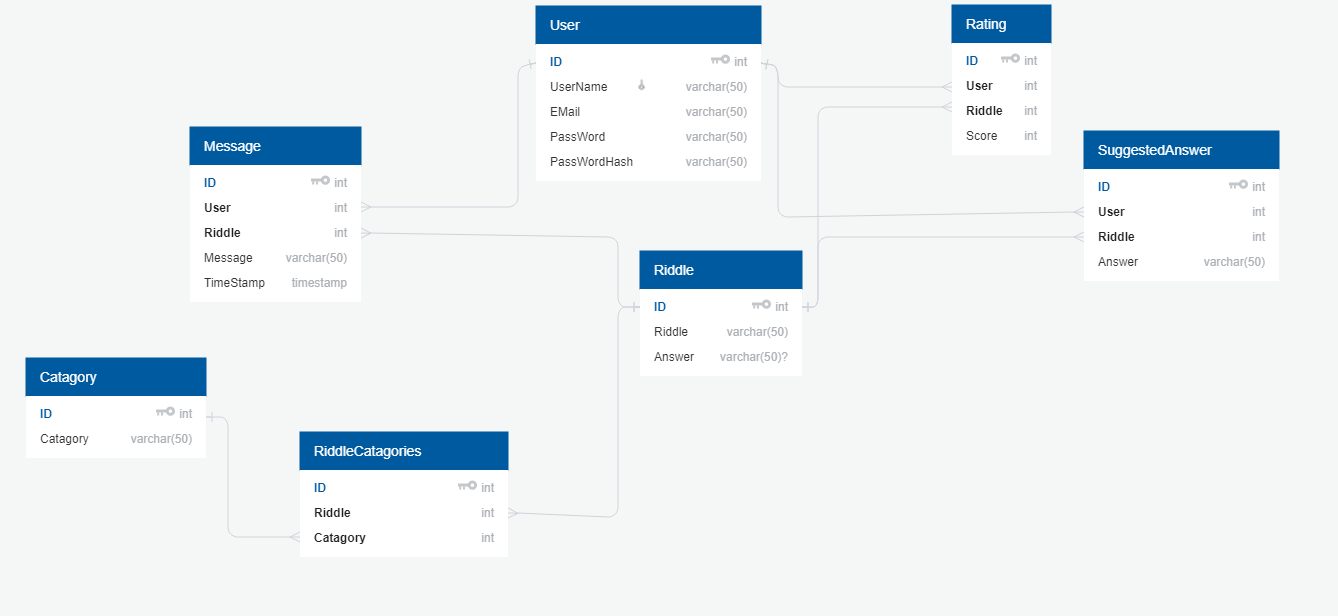 User
ID int
UserName varchar(50)
EMail varchar(50)
PassWord varchar(50)
PassWordHash varchar(50)
Rating
ID int
User int
Riddle int
Score int
Message
ID int
User int
Riddle int
Message varchar(50)
TimeStamp timestamp
SuggestedAnswer
ID int
User int
Riddle int
Answer varchar(50)
Riddle
ID int
Riddle varchar(50)
Answer varchar(50)?
Catagory
ID int
Catagory varchar(50)
RiddleCatagories
ID int
Riddle int
Catagory int